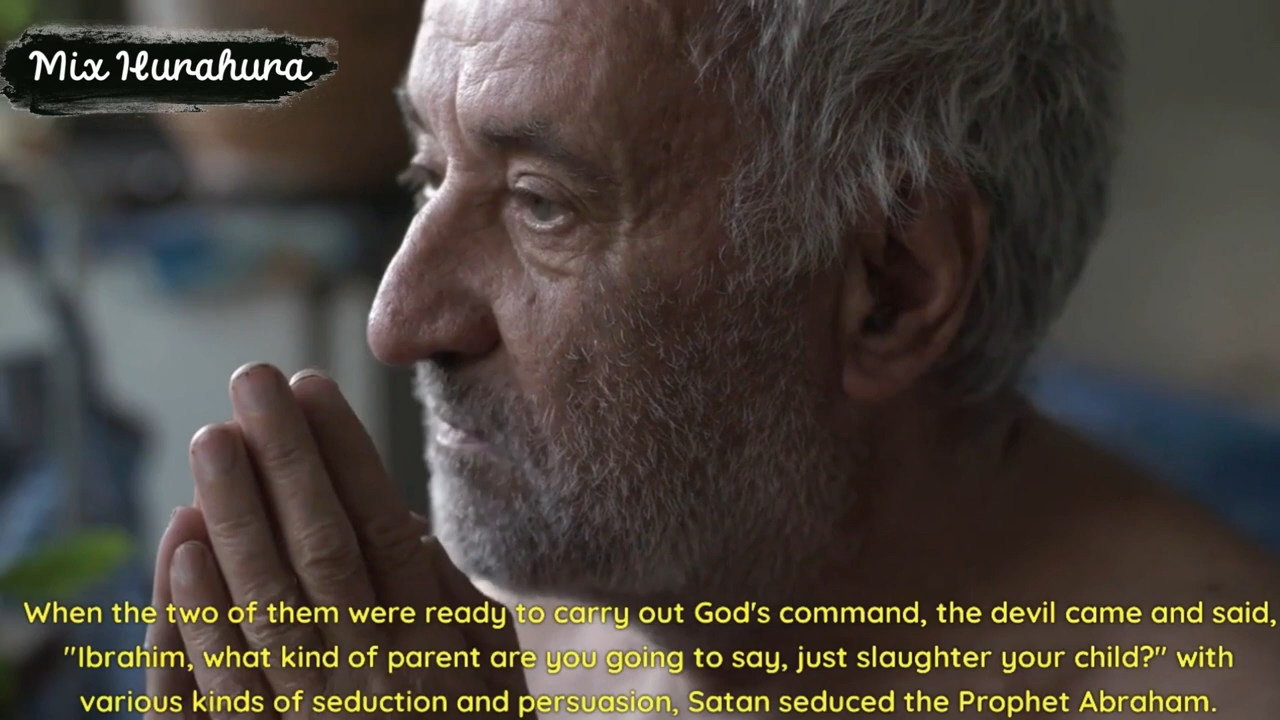 Mix Hurahura
When the two of them were ready to carry out God's command, the devil came and said,
"Ibrahim, what kind of parent are you going to say, just slaughter your child?" with
various kinds of seduction and persuasion, Satan seduced the Prophet Abraham.